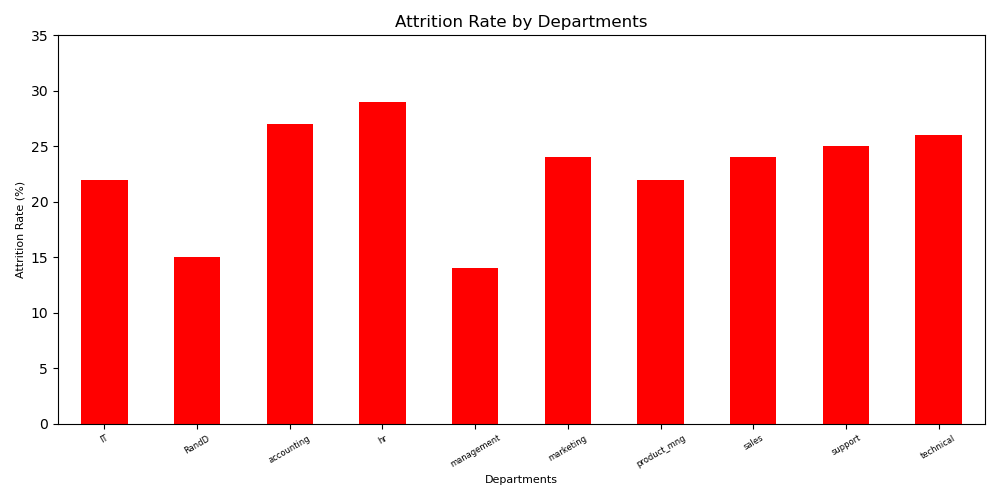 Attrition Rate by Departments
35
30
25
20
15
10
5
0
Attrition Rate (%)
IT
RandD
accounting
hr
management
marketing
product_mng
sales
support
technical
Departments